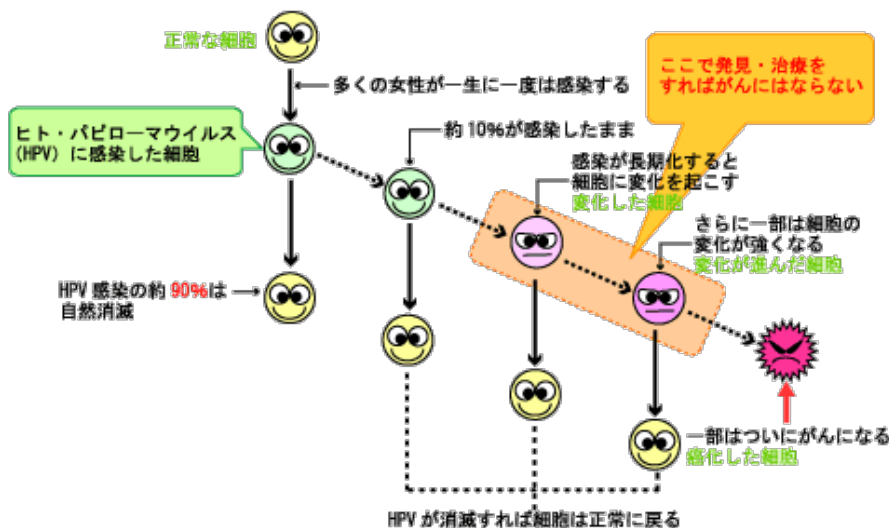 正常な細胞
多くの女性が一生に一度は感染する
ここで発見・治療を
すればがんにはならない
ヒト・パピローマウイルス
(HPV) に感染した細胞
約10%が感染したまま
感染が長期化すると
細胞に変化を起こす
変化した細胞
さらに一部は細胞の
変化が強くなる
変化が進んだ細胞
HPV 感染の約 90%は
自然消滅
一部はついにがんになる
癌化した細胞
HPV が消滅すれば細胞は正常に戻る